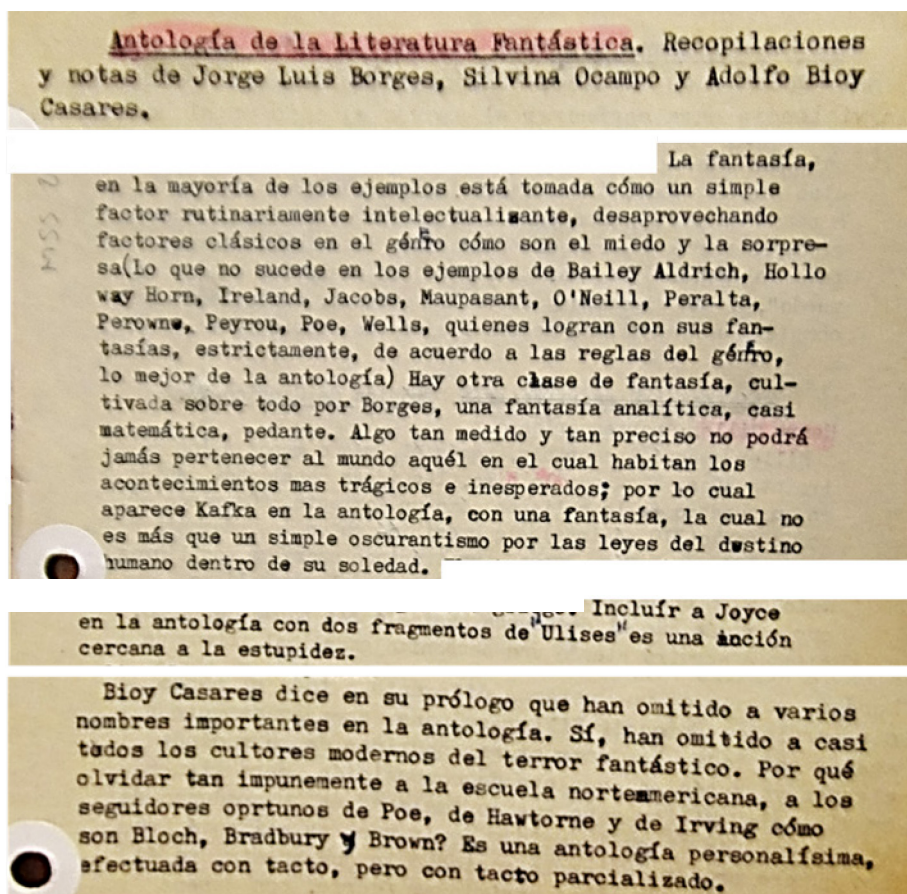 Antología de la Literatura Fantástica. Recopilaciones
y notas de Jorge Luis Borges, Silvina Ocampo y Adolfo Bioy
Casares.
La fantasía,
en la mayoría de los ejemplos está tomada cómo un simple
factor rutinariamente intelectualizante, desaprovechando
factores clásicos en el género cómo son el miedo y la sorpre-
sa(Lo que no sucede en los ejemplos de Bailey Aldrich, Hollo
way Horn, Ireland, Jacobs, Maupasant, O'Neill, Peralta,
Perowne, Peyrou, Poe, Wells, quienes logran con sus fan-
tasías, estrictamente, de acuerdo a las reglas del género,
lo mejor de la antología) Hay otra clase de fantasía, cul-
tivada sobre todo por Borges, una fantasía analítica, casi
matemática, pedante. Algo tan medido y tan preciso no podrá
jamás pertenecer al mundo aquél en el cual habitan los
acontecimientos mas trágicos e inesperados; por lo cual
aparece Kafka en la antología, con una fantasía, la cual no
es más que un simple oscurantismo por las leyes del destino
humano dentro de su soledad.
Incluír a Joyce
en la antología con dos fragmentos de "Ulises" es una anción
cercana a la estupidez.
Bioy Casares dice en su prólogo que han omitido a varios
nombres importantes en la antología. Sí, han omitido a casi
todos los cultores modernos del terror fantástico. Por qué
olvidar tan impunemente a la escuela norteamericana, a los
seguidores oprtunos de Poe, de Hawtorne y de Irving cómo
son Bloch, Bradbury y Brown? Es una antología personalísima,
efectuada con tacto, pero con tacto parcializado.